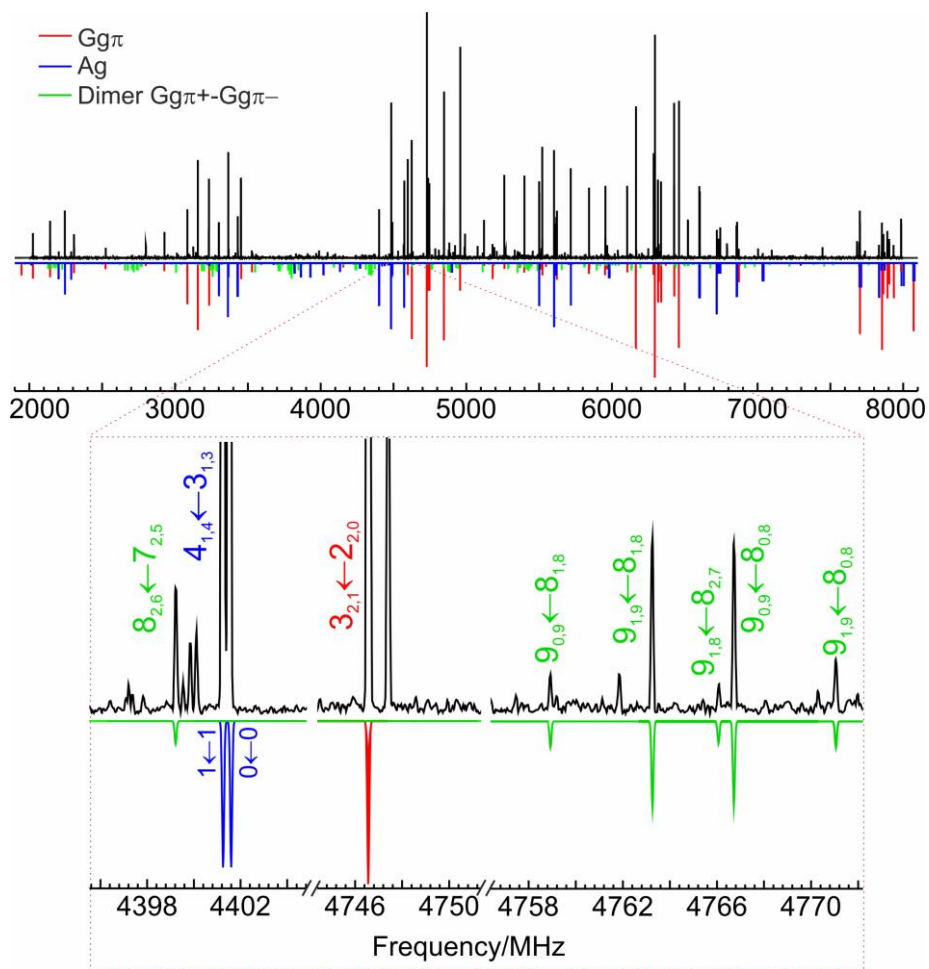 Ggπ
Ag
Dimer Ggπ+-Ggπ–
2000 3000 4000 5000 6000 7000 8000
8₂,₆←7₂,₅
4₁,₄←3₁,₃
3₂,₁←2₂,₀
9₀,₉←8₁,₈
9₁,₉←8₁,₈
9₁,₈←8₂,₇
9₀,₉←8₀,₈
9₁,₉←8₀,₈
1←1
0←0
4398 4402 4746 4750 4758 4762 4766 4770
Frequency/MHz